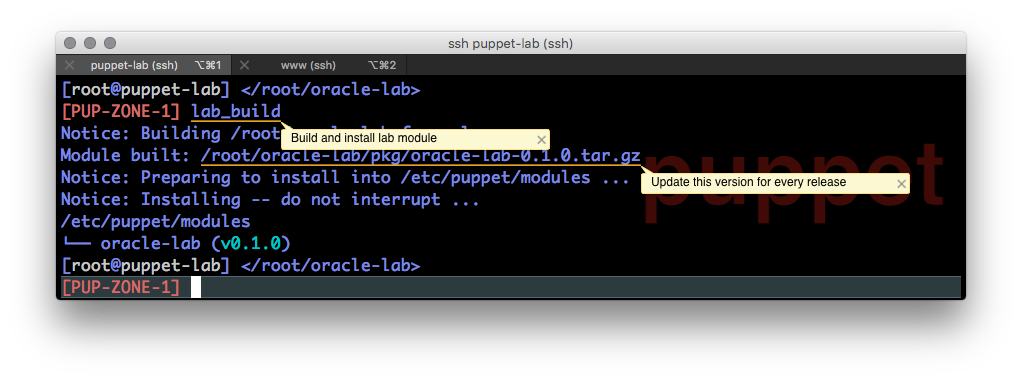 ssh puppet-lab (ssh)
puppet-lab (ssh) ⌥⌘1 www (ssh) ⌥⌘2
[root@puppet-lab] </root/oracle-lab>
[PUP-ZONE-1] lab_build
Build and install lab module
Notice: Building /root
Module built: /root/oracle-lab/pkg/oracle-lab-0.1.0.tar.gz
puppet
Notice: Preparing to install into /etc/puppet/modules ...
Update this version for every release
Notice: Installing -- do not interrupt ...
/etc/puppet/modules
└── oracle-lab (v0.1.0)
[root@puppet-lab] </root/oracle-lab>
[PUP-ZONE-1]